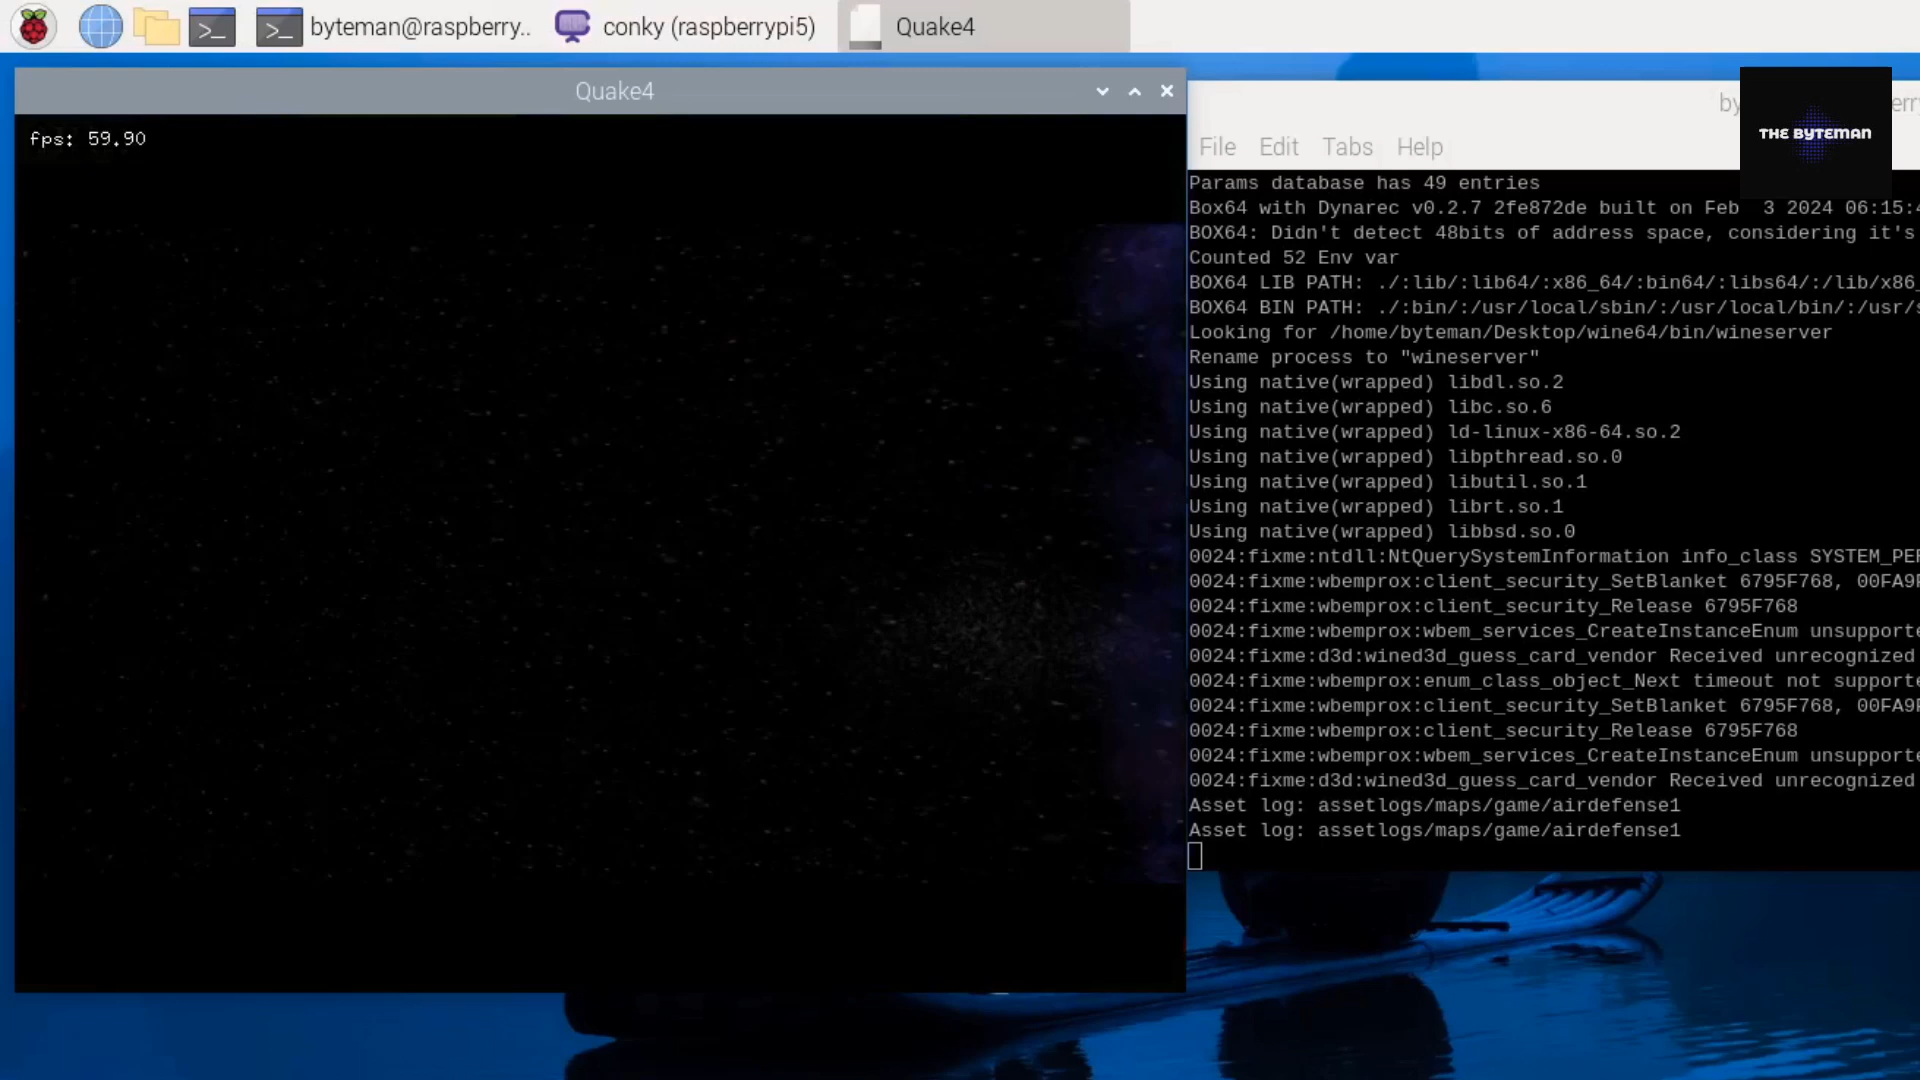 byteman@raspberry..
conky (raspberrypi5)
Quake4
Quake4
fps: 59.90
THE BYTEMAN
File Edit Tabs Help
Params database has 49 entries
Box64 with Dynarec v0.2.7 2fe872de built on Feb 3 2024 06:15:4
BOX64: Didn't detect 48bits of address space, considering it's
Counted 52 Env var
BOX64 LIB PATH: ./:lib/:lib64/:x86_64/:bin64/:libs64/:/lib/x86_
BOX64 BIN PATH: ./:bin/:/usr/local/sbin/:/usr/local/bin/:/usr/s
Looking for /home/byteman/Desktop/wine64/bin/wineserver
Rename process to "wineserver"
Using native(wrapped) libdl.so.2
Using native(wrapped) libc.so.6
Using native(wrapped) ld-linux-x86-64.so.2
Using native(wrapped) libpthread.so.0
Using native(wrapped) libutil.so.1
Using native(wrapped) librt.so.1
Using native(wrapped) libbsd.so.0
0024:fixme:ntdll:NtQuerySystemInformation info_class SYSTEM_PER
0024:fixme:wbemprox:client_security_SetBlanket 6795F768, 00FA9F
0024:fixme:wbemprox:client_security_Release 6795F768
0024:fixme:wbemprox:wbem_services_CreateInstanceEnum unsupporte
0024:fixme:d3d:wined3d_guess_card_vendor Received unrecognized
0024:fixme:wbemprox:enum_class_object_Next timeout not supporte
0024:fixme:wbemprox:client_security_SetBlanket 6795F768, 00FA9F
0024:fixme:wbemprox:client_security_Release 6795F768
0024:fixme:wbemprox:wbem_services_CreateInstanceEnum unsupporte
0024:fixme:d3d:wined3d_guess_card_vendor Received unrecognized
Asset log: assetlogs/maps/game/airdefense1
Asset log: assetlogs/maps/game/airdefense1